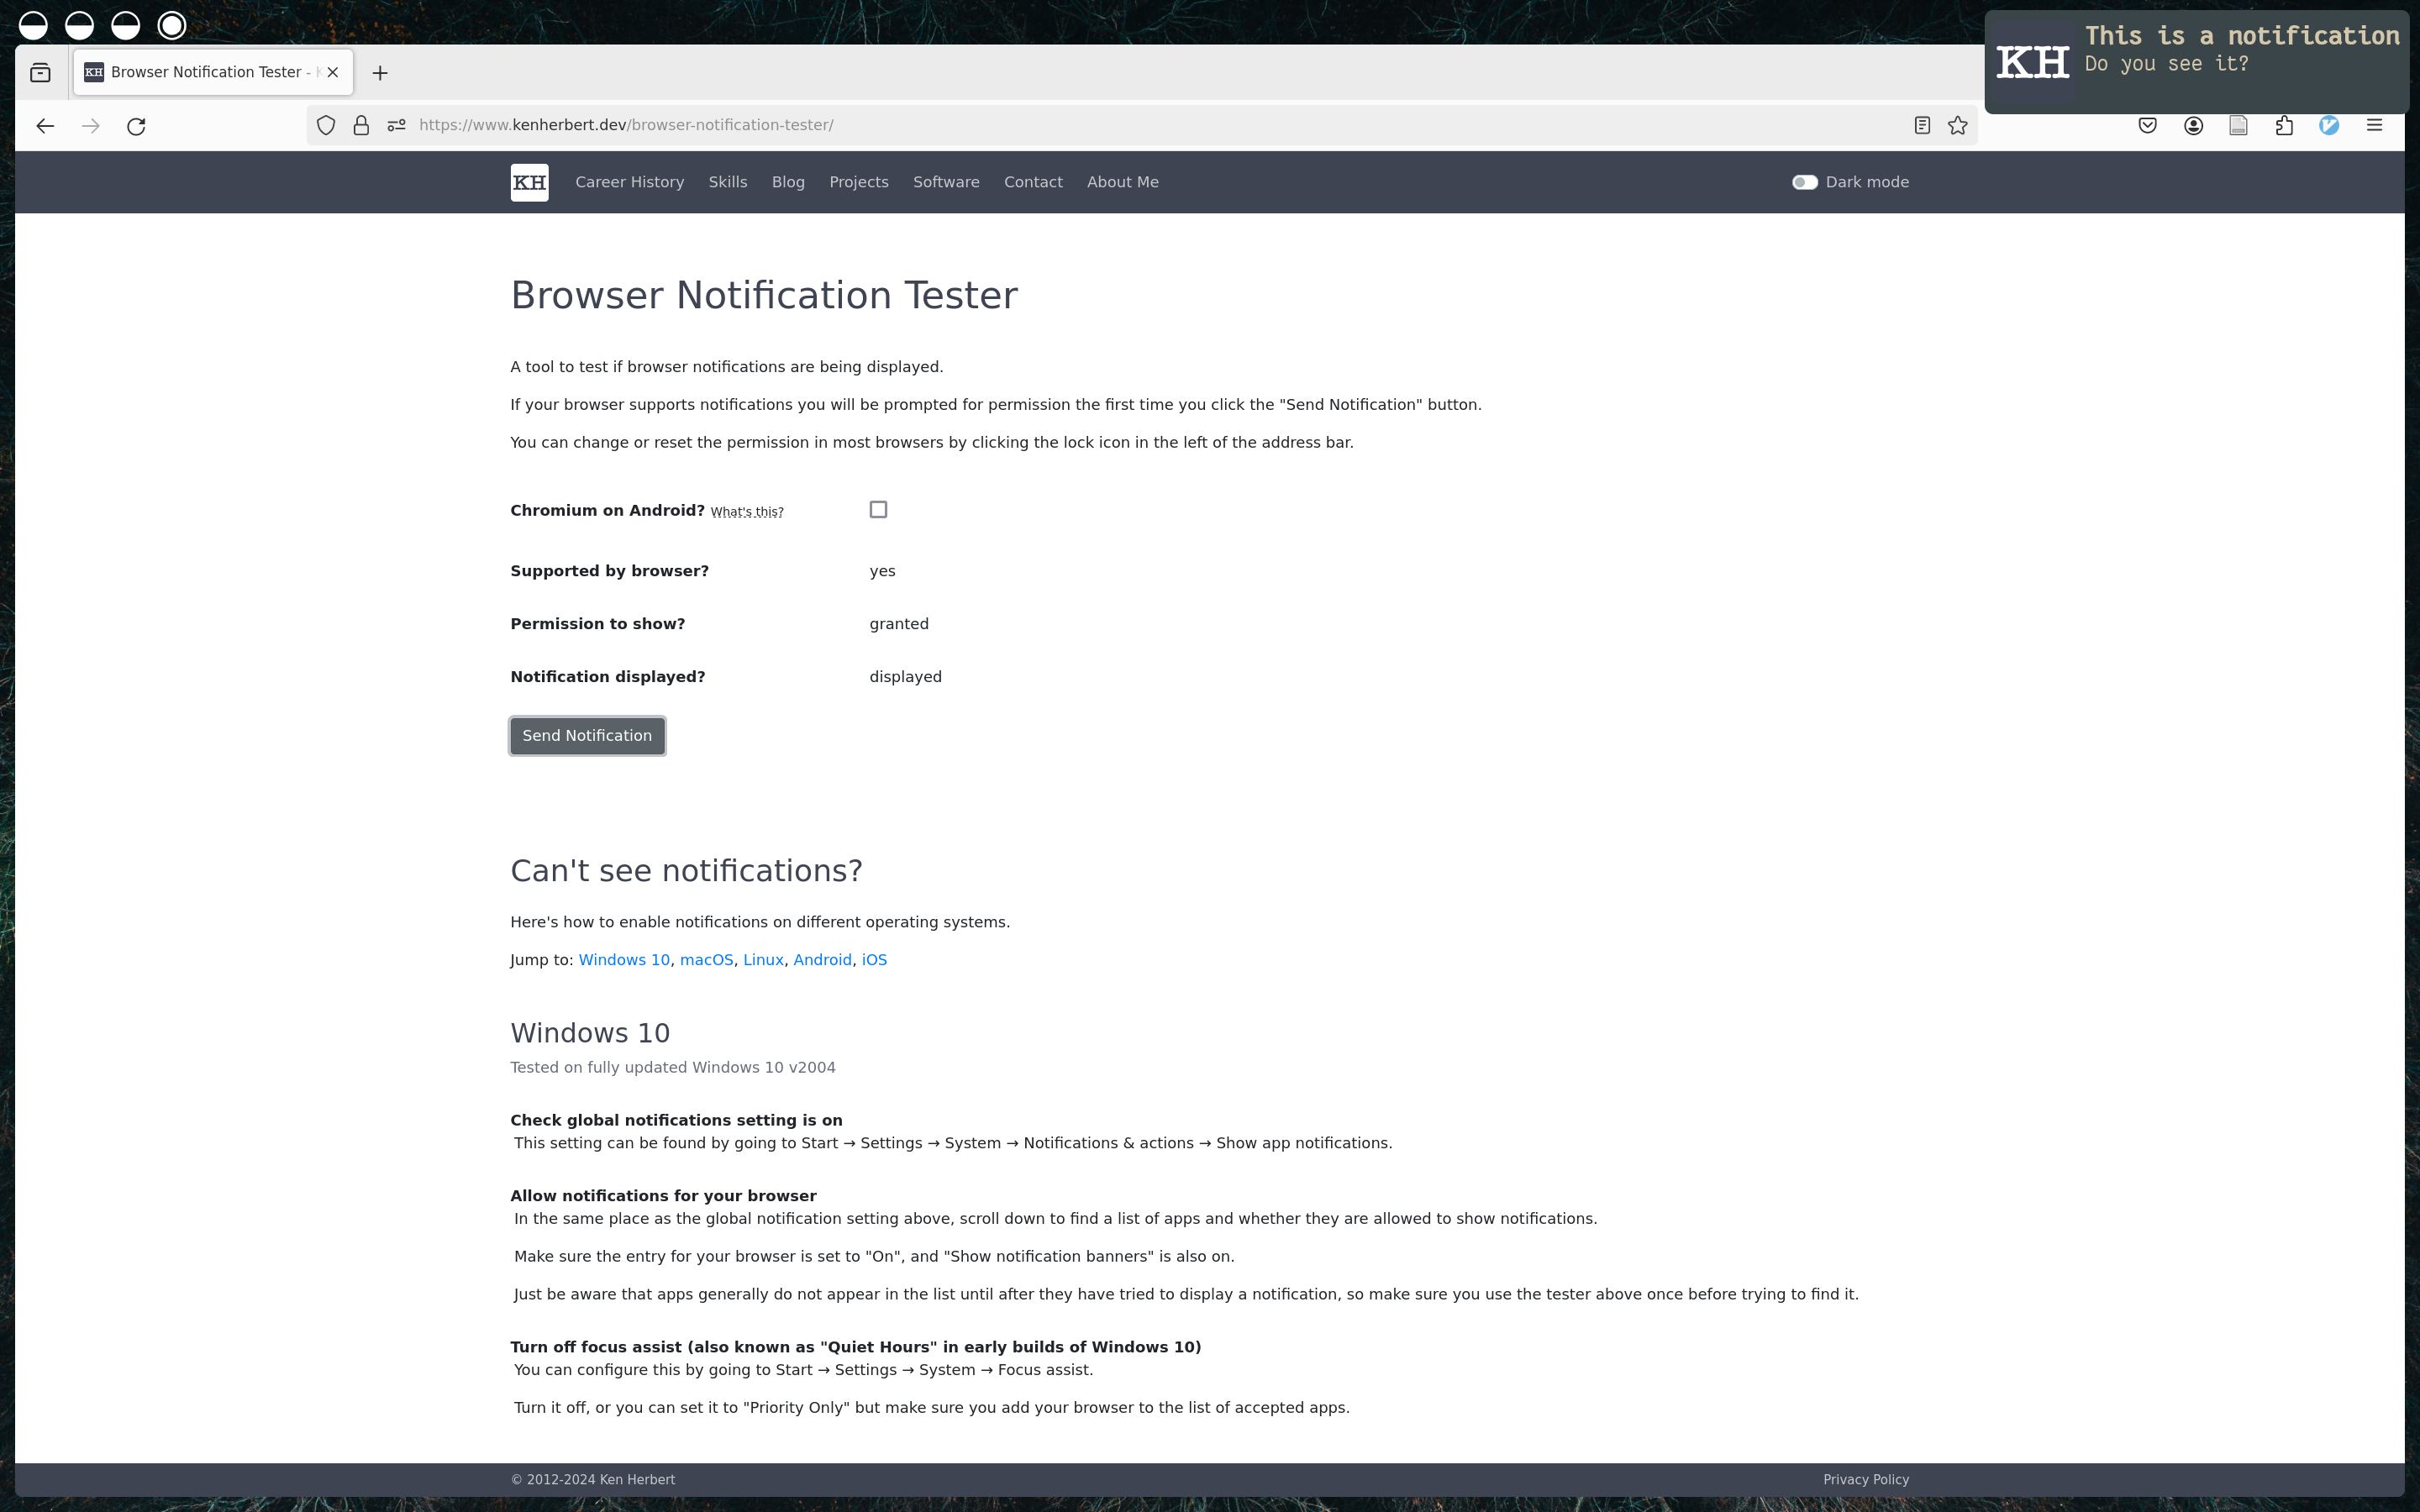 This is a notification
KH
Do you see it?
KH Browser Notification Tester -
https://www.kenherbert.dev/browser-notification-tester/
KH Career History Skills Blog Projects Software Contact About Me Dark mode
Browser Notification Tester
A tool to test if browser notifications are being displayed.
If your browser supports notifications you will be prompted for permission the first time you click the "Send Notification" button.
You can change or reset the permission in most browsers by clicking the lock icon in the left of the address bar.
Chromium on Android? What's this?
Supported by browser? yes
Permission to show? granted
Notification displayed? displayed
Send Notification
Can't see notifications?
Here's how to enable notifications on different operating systems.
Jump to: Windows 10, macOS, Linux, Android, iOS
Windows 10
Tested on fully updated Windows 10 v2004
Check global notifications setting is on
This setting can be found by going to Start → Settings → System → Notifications & actions → Show app notifications.
Allow notifications for your browser
In the same place as the global notification setting above, scroll down to find a list of apps and whether they are allowed to show notifications.
Make sure the entry for your browser is set to "On", and "Show notification banners" is also on.
Just be aware that apps generally do not appear in the list until after they have tried to display a notification, so make sure you use the tester above once before trying to find it.
Turn off focus assist (also known as "Quiet Hours" in early builds of Windows 10)
You can configure this by going to Start → Settings → System → Focus assist.
Turn it off, or you can set it to "Priority Only" but make sure you add your browser to the list of accepted apps.
© 2012-2024 Ken Herbert Privacy Policy